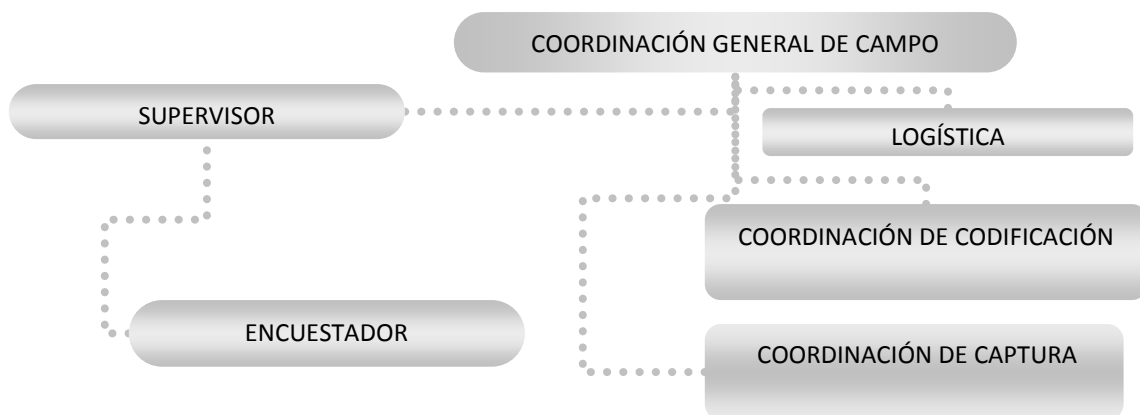 COORDINACIÓN GENERAL DE CAMPO
SUPERVISOR
LOGÍSTICA
COORDINACIÓN DE CODIFICACIÓN
ENCUESTADOR
COORDINACIÓN DE CAPTURA